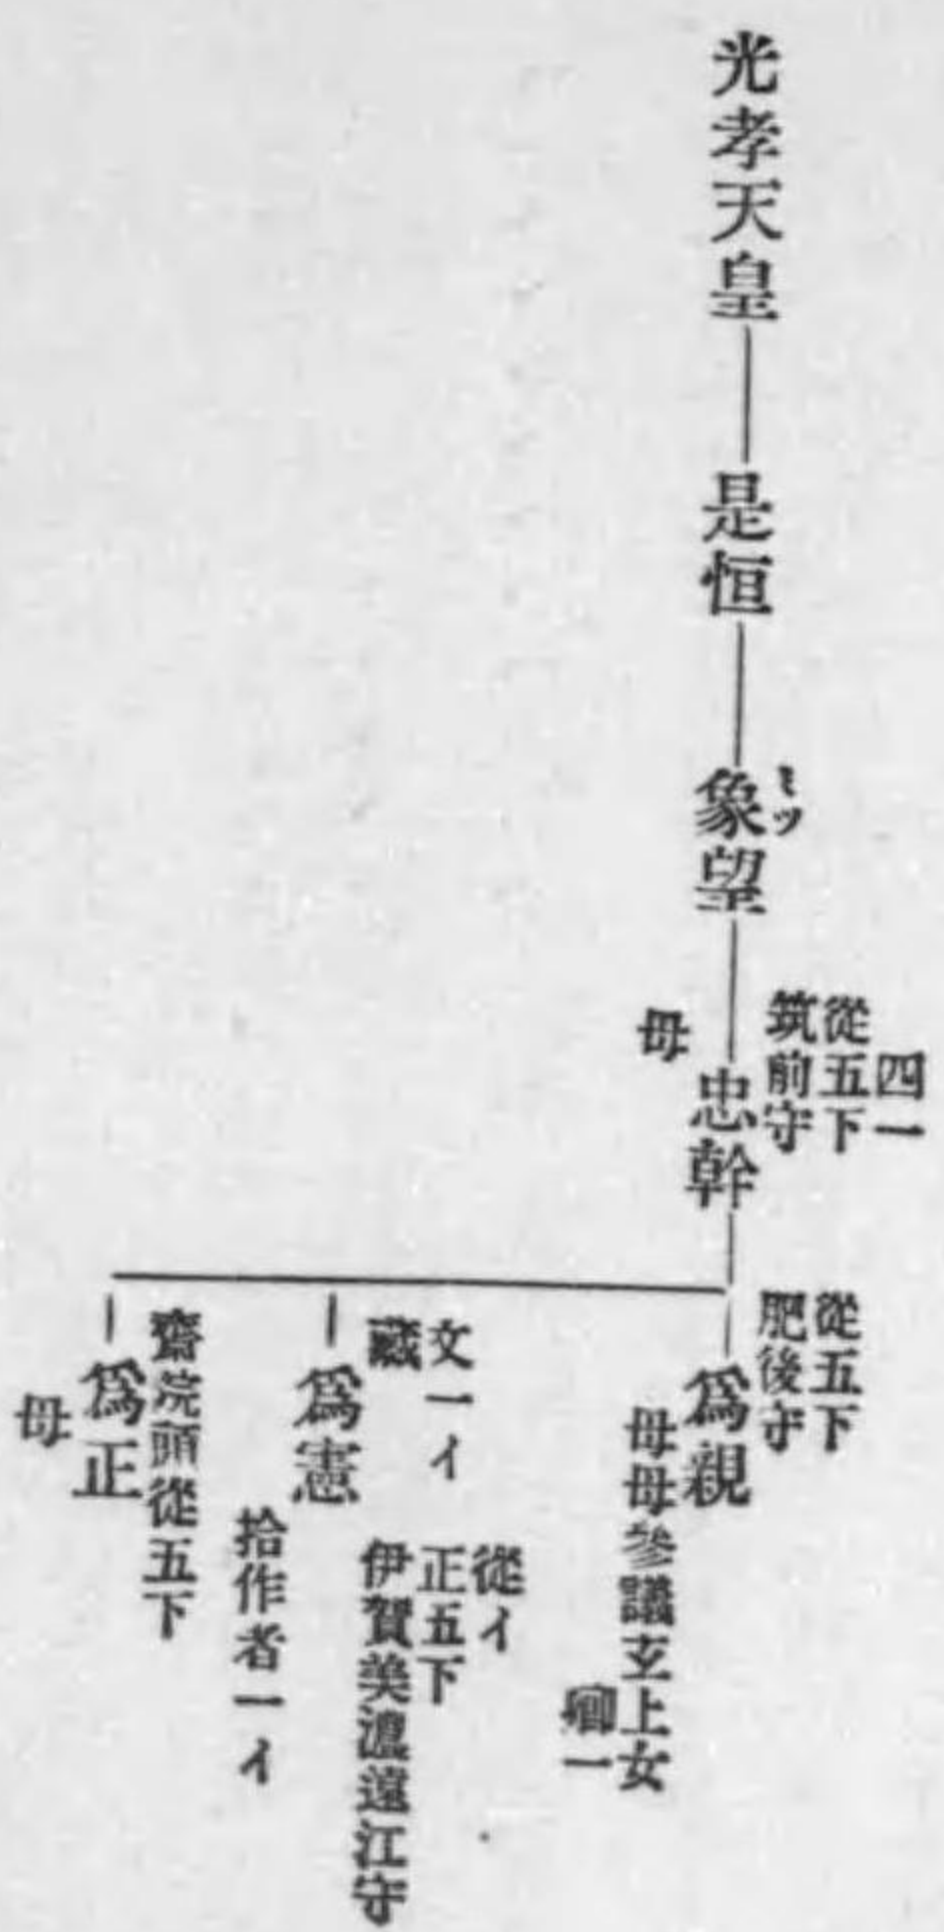 光孝天皇
是恒
ミツ
象望
四一
從五下
筑前守
忠幹
母
從五下
肥後守
爲親
母母參議玄上女
卿一
文一イ
藏
爲憲
從イ
正五下
伊賀美濃遠江守
拾作者一イ
齋院頭從五下
爲正
母